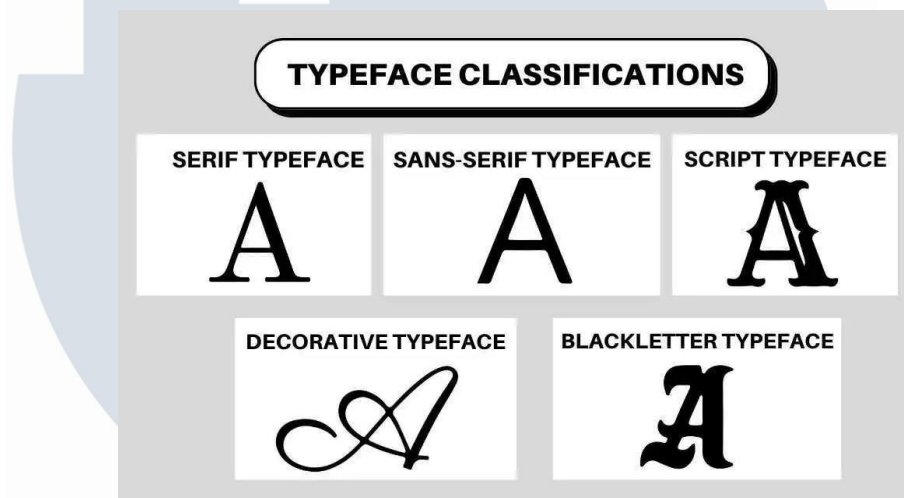 TYPEFACE CLASSIFICATIONS
SERIF TYPEFACE
A
SANS-SERIF TYPEFACE
A
SCRIPT TYPEFACE
A
DECORATIVE TYPEFACE
A
BLACKLETTER TYPEFACE
A